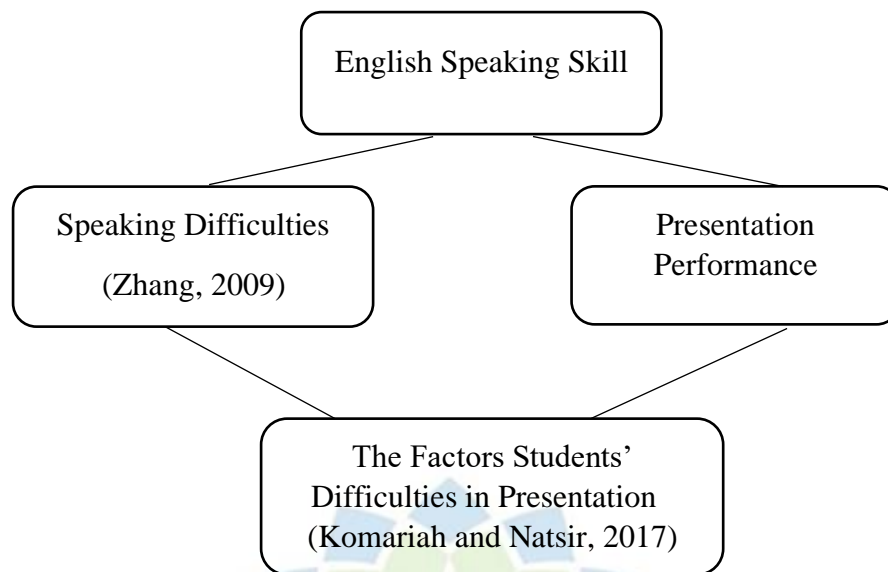 English Speaking Skill
Speaking Difficulties
(Zhang, 2009)
Presentation
Performance
The Factors Students’
Difficulties in Presentation
(Komariah and Natsir, 2017)